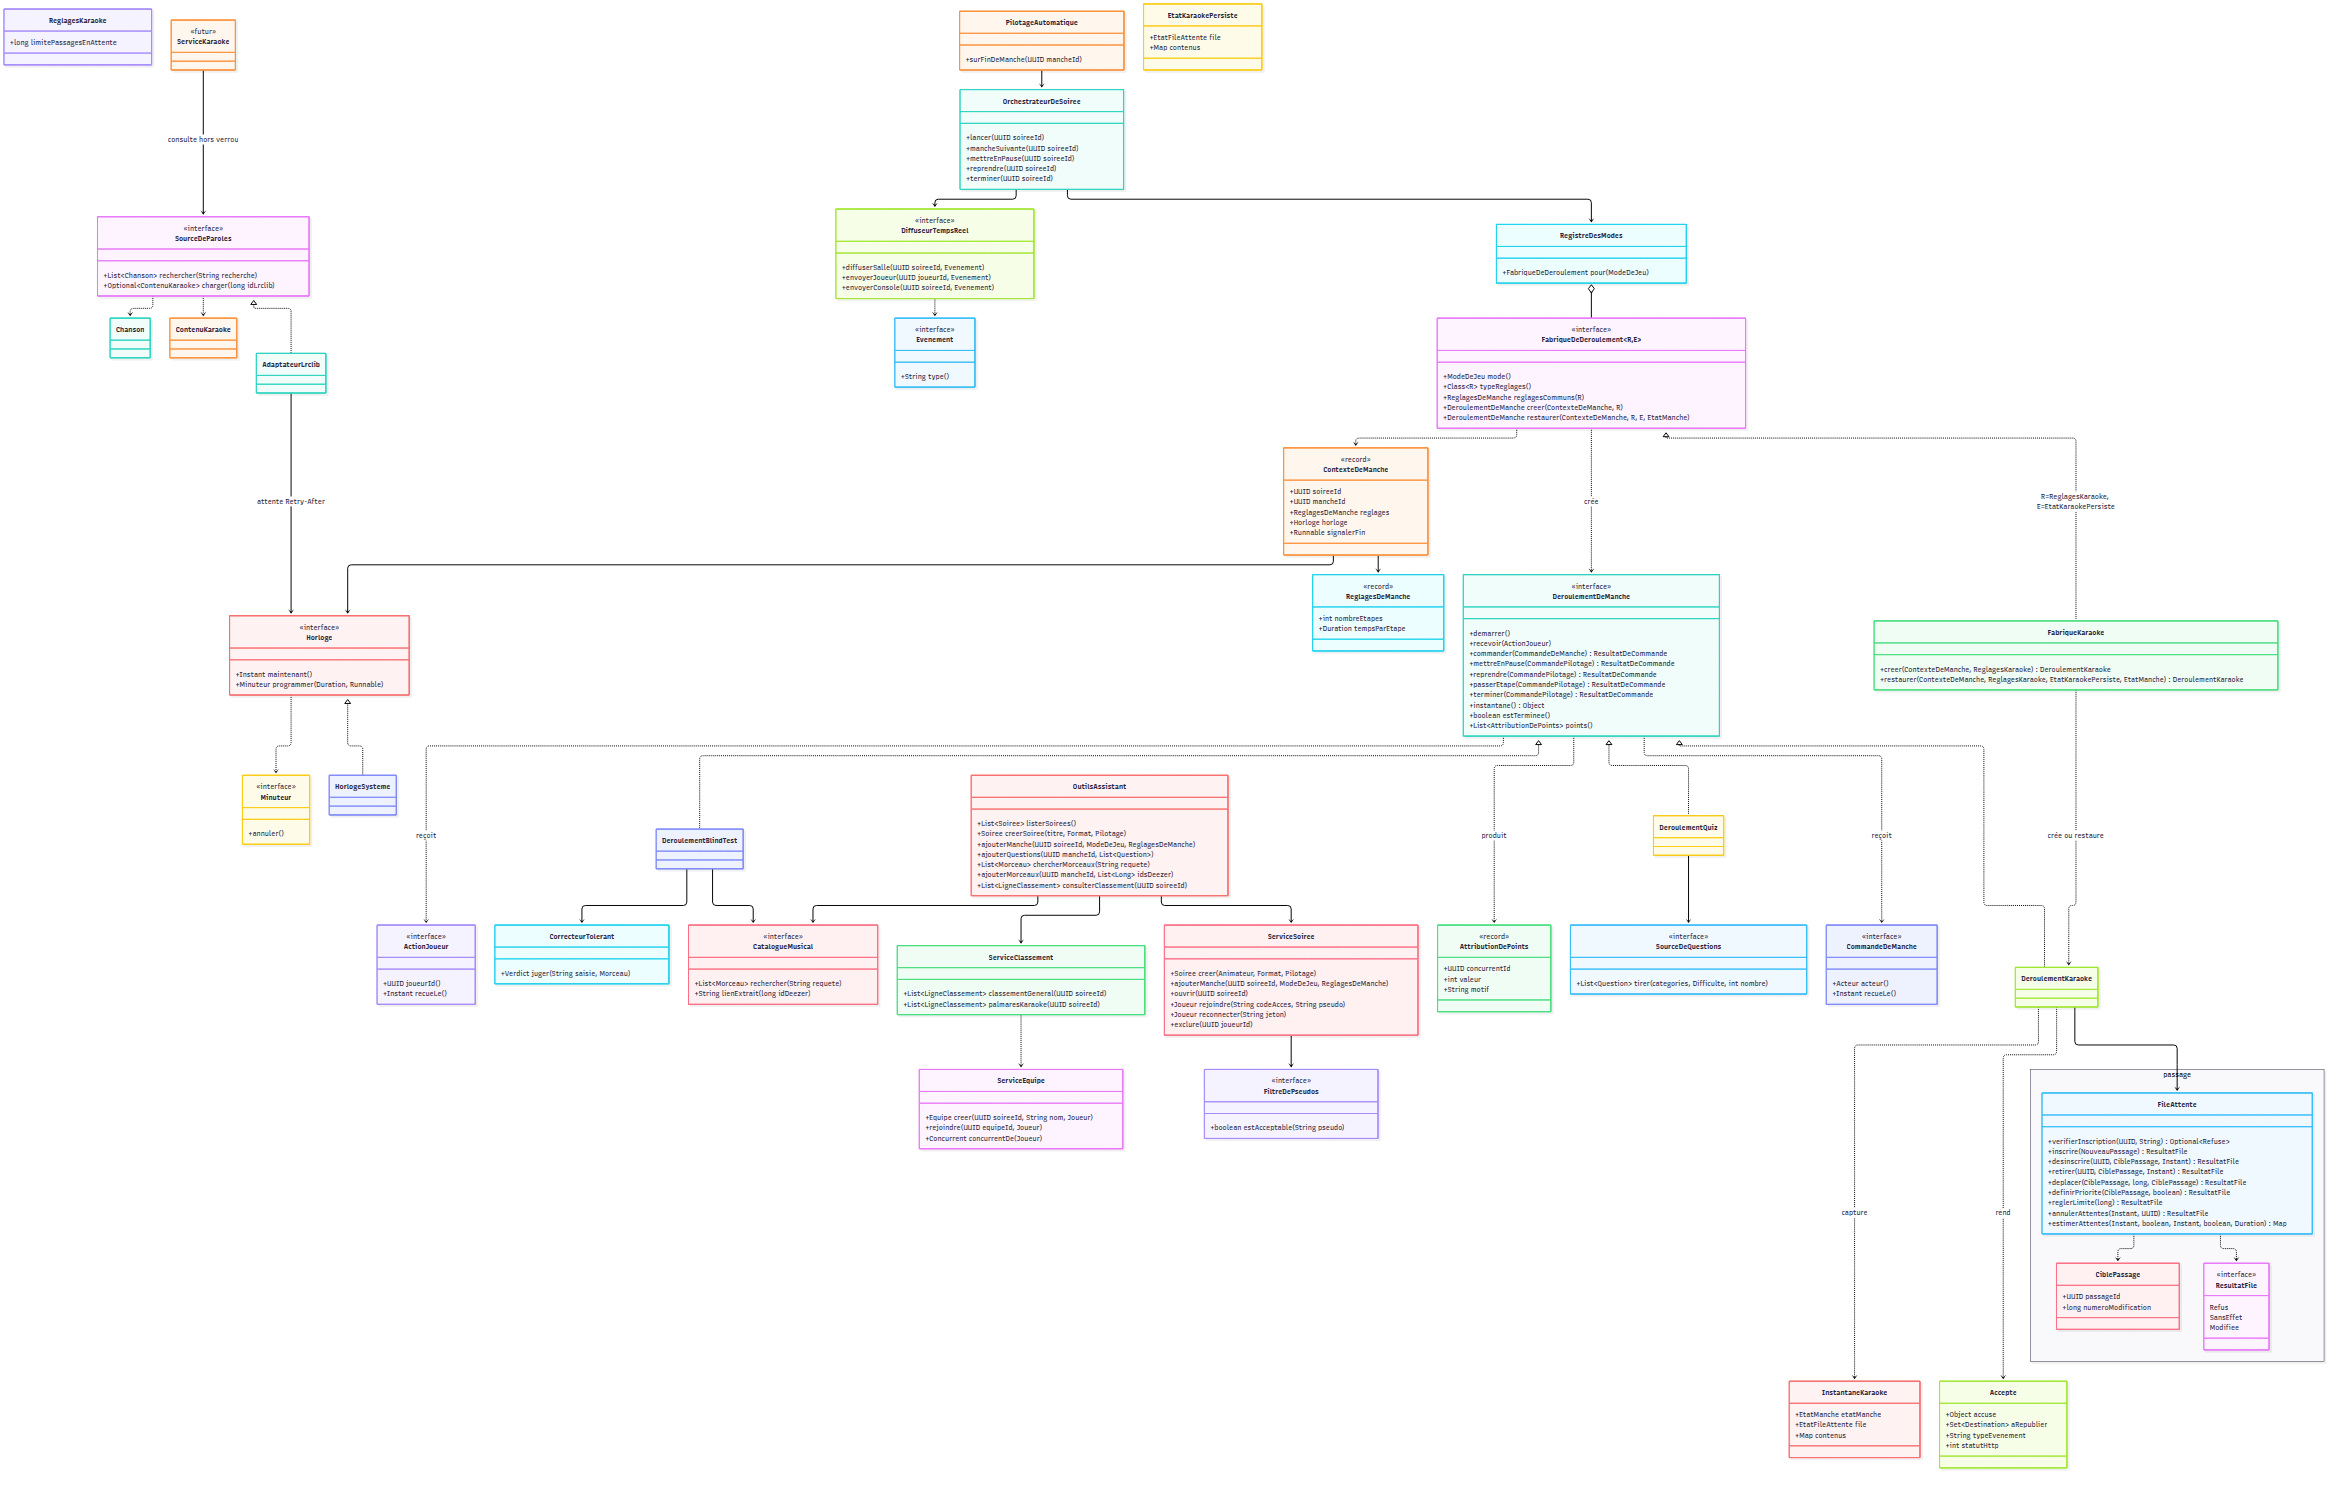 ReglagesKaraoke
+long limitePassagesEnAttente
«futur»
ServiceKaraoke
PilotageAutomatique
+surFinDeManche(UUID mancheId)
EtatKaraokePersiste
+EtatFileAttente file
+Map contenus
OrchestrateurDeSoiree
+lancer(UUID soireeId)
+mancheSuivante(UUID soireeId)
+mettreEnPause(UUID soireeId)
+reprendre(UUID soireeId)
+terminer(UUID soireeId)
consulte hors verrou
«interface»
SourceDeParoles
+List<Chanson> rechercher(String recherche)
+Optional<ContenuKaraoke> charger(long idLrclib)
«interface»
DiffuseurTempsReel
+diffuserSalle(UUID soireeId, Evenement)
+envoyerJoueur(UUID joueurId, Evenement)
+envoyerConsole(UUID soireeId, Evenement)
RegistreDesModes
+FabriqueDeDeroulement pour(ModeDeJeu)
Chanson
ContenuKaraoke
AdaptateurLrclib
«interface»
Evenement
+String type()
«interface»
FabriqueDeDeroulement<R,E>
+ModeDeJeu mode()
+Class<R> typeReglages()
+ReglagesDeManche reglagesCommuns(R)
+DeroulementDeManche creer(ContexteDeManche, R)
+DeroulementDeManche restaurer(ContexteDeManche, R, E, EtatManche)
attente Retry-After
«record»
ContexteDeManche
+UUID soireeId
+UUID mancheId
+ReglagesDeManche reglages
+Horloge horloge
+Runnable signalerFin
crée
R=ReglagesKaraoke,
E=EtatKaraokePersiste
«interface»
Horloge
+Instant maintenant()
+Minuteur programmer(Duration, Runnable)
«record»
ReglagesDeManche
+int nombreEtapes
+Duration tempsParEtape
«interface»
DeroulementDeManche
+demarrer()
+recevoir(ActionJoueur)
+commander(CommandeDeManche) : ResultatDeCommande
+mettreEnPause(CommandePilotage) : ResultatDeCommande
+reprendre(CommandePilotage) : ResultatDeCommande
+passerEtape(CommandePilotage) : ResultatDeCommande
+terminer(CommandePilotage) : ResultatDeCommande
+instantane() : Object
+boolean estTerminee()
+List<AttributionDePoints> points()
FabriqueKaraoke
+creer(ContexteDeManche, ReglagesKaraoke) : DeroulementKaraoke
+restaurer(ContexteDeManche, ReglagesKaraoke, EtatKaraokePersiste, EtatManche) : DeroulementKaraoke
«interface»
Minuteur
+annuler()
HorlogeSysteme
reçoit
DeroulementBlindTest
OutilsAssistant
+List<Soiree> listerSoirees()
+Soiree creerSoiree(titre, Format, Pilotage)
+ajouterManche(UUID soireeId, ModeDeJeu, ReglagesDeManche)
+ajouterQuestions(UUID mancheId, List<Question>)
+List<Morceau> chercherMorceaux(String requete)
+ajouterMorceaux(UUID mancheId, List<Long> idsDeezer)
+List<LigneClassement> consulterClassement(UUID soireeId)
produit
DeroulementQuiz
reçoit
crée ou restaure
«interface»
ActionJoueur
+UUID joueurId()
+Instant recueLe()
CorrecteurTolerant
+Verdict juger(String saisie, Morceau)
«interface»
CatalogueMusical
+List<Morceau> rechercher(String requete)
+String lienExtrait(long idDeezer)
ServiceClassement
+List<LigneClassement> classementGeneral(UUID soireeId)
+List<LigneClassement> palmaresKaraoke(UUID soireeId)
ServiceSoiree
+Soiree creer(Animateur, Format, Pilotage)
+ajouterManche(UUID soireeId, ModeDeJeu, ReglagesDeManche)
+ouvrir(UUID soireeId)
+Joueur rejoindre(String codeAcces, String pseudo)
+Joueur reconnecter(String jeton)
+exclure(UUID joueurId)
«record»
AttributionDePoints
+UUID concurrentId
+int valeur
+String motif
«interface»
SourceDeQuestions
+List<Question> tirer(categories, Difficulte, int nombre)
«interface»
CommandeDeManche
+Acteur acteur()
+Instant recueLe()
DeroulementKaraoke
ServiceEquipe
+Equipe creer(UUID soireeId, String nom, Joueur)
+rejoindre(UUID equipeId, Joueur)
+Concurrent concurrentDe(Joueur)
«interface»
FiltreDePseudos
+boolean estAcceptable(String pseudo)
passage
FileAttente
+verifierInscription(UUID, String) : Optional<Refuse>
+inscrire(NouveauPassage) : ResultatFile
+desinscrire(UUID, CiblePassage, Instant) : ResultatFile
+retirer(UUID, CiblePassage, Instant) : ResultatFile
+deplacer(CiblePassage, long, CiblePassage) : ResultatFile
+definirPriorite(CiblePassage, boolean) : ResultatFile
+reglerLimite(long) : ResultatFile
+annulerAttentes(Instant, UUID) : ResultatFile
+estimerAttentes(Instant, boolean, Instant, boolean, Duration) : Map
capture
rend
CiblePassage
+UUID passageId
+long numeroModification
«interface»
ResultatFile
Refus
SansEffet
Modifiee
InstantaneKaraoke
+EtatManche etatManche
+EtatFileAttente file
+Map contenus
Accepte
+Object accuse
+Set<Destination> aRepublier
+String typeEvenement
+int statutHttp